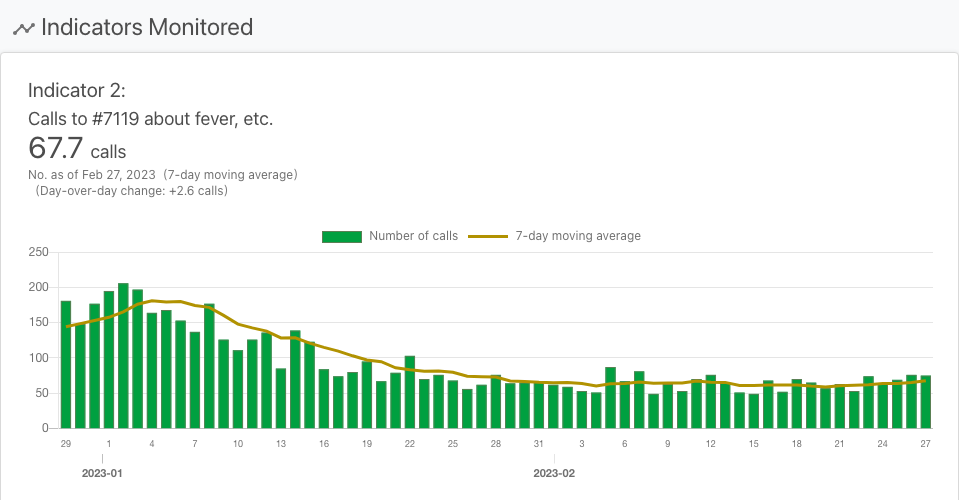 Indicators Monitored
Indicator 2:
Calls to #7119 about fever, etc.
67.7 calls
No. as of Feb 27, 2023 (7-day moving average)
(Day-over-day change: +2.6 calls)
Number of calls 7-day moving average
250
200
150
100
50
0
29 1 4 7 10 13 16 19 22 25 28 31 3 6 9 12 15 18 21 24 27
2023-01 2023-02